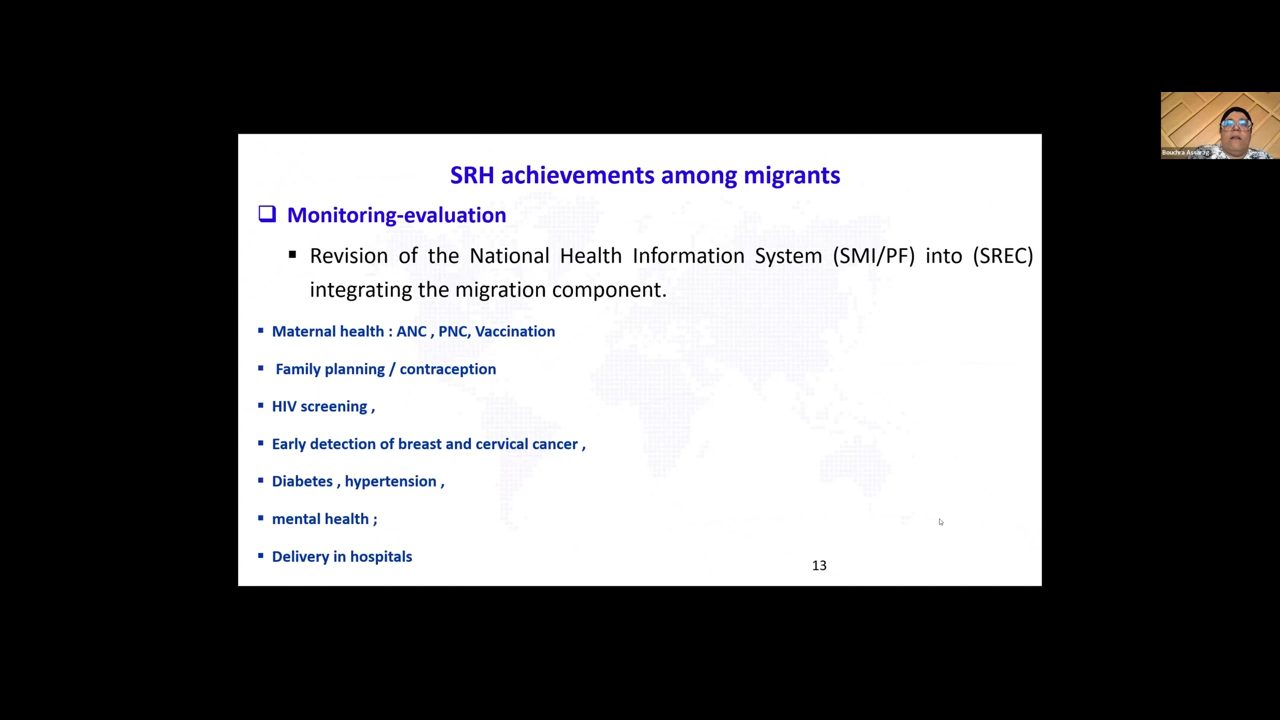 SRH achievements among migrants
❑ Monitoring-evaluation
▪ Revision of the National Health Information System (SMI/PF) into (SREC)
integrating the migration component.
▪ Maternal health : ANC , PNC, Vaccination
▪ Family planning / contraception
▪ HIV screening ,
▪ Early detection of breast and cervical cancer ,
▪ Diabetes , hypertension ,
▪ mental health ;
▪ Delivery in hospitals
13
Bouchra Assarag